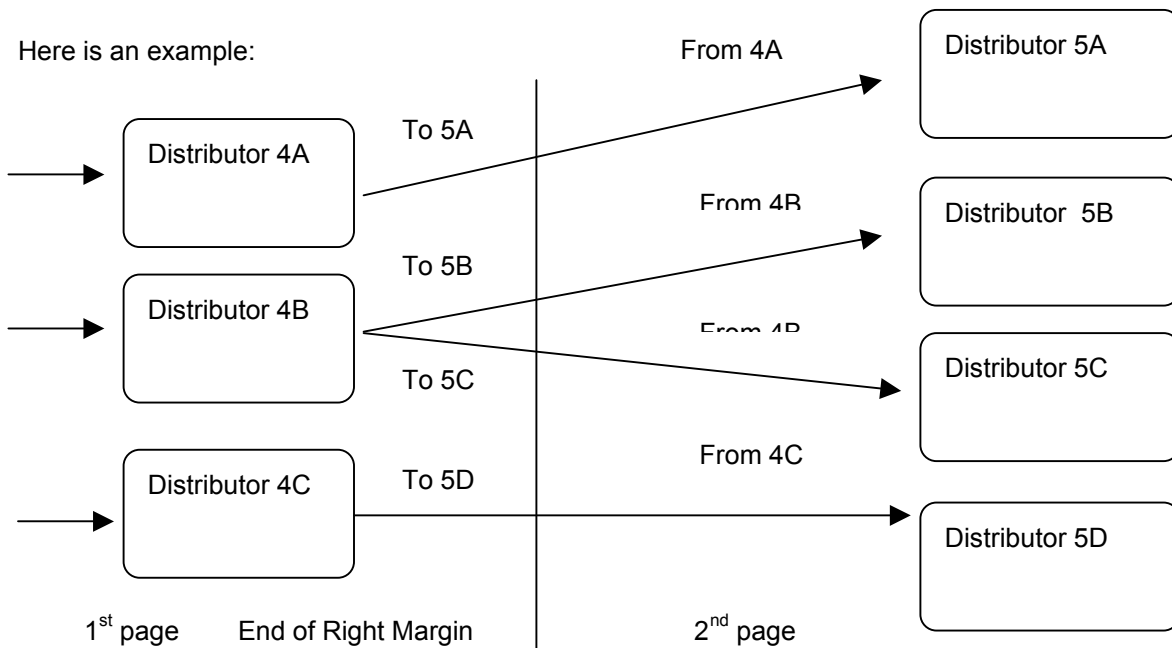 Here is an example:
From 4A
Distributor 5A
To 5A
Distributor 4A
From 4B
Distributor  5B
To 5B
Distributor 4B
From 4B
Distributor 5C
To 5C
From 4C
Distributor 4C
To 5D
Distributor 5D
1st page
End of Right Margin
2nd page